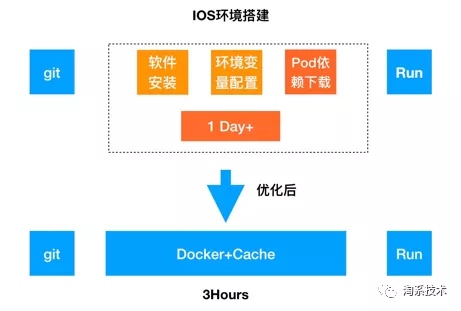 IOS环境搭建
git
软件
安装
环境变
量配置
Pod依
赖下载
Run
1 Day+
优化后
git
Docker+Cache
Run
3Hours
淘系技术